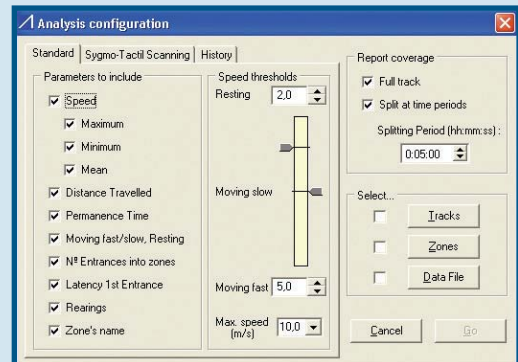 Analysis configuration
Standard
Sygmo-Tactil Scanning
History
Parameters to include
Speed
Maximum
Minimum
Mean
Distance Travelled
Permanence Time
Moving fast/slow, Resting
Nº Entrances into zones
Latency 1st Entrance
Rearings
Zone's name
Speed thresholds
Resting 2,0
Moving slow
Moving fast 5,0
Max. speed
(m/s) 10,0
Report coverage
Full track
Split at time periods
Splitting Period (hh:mm:ss) :
0:05:00
Select...
Tracks
Zones
Data File
Cancel
Go